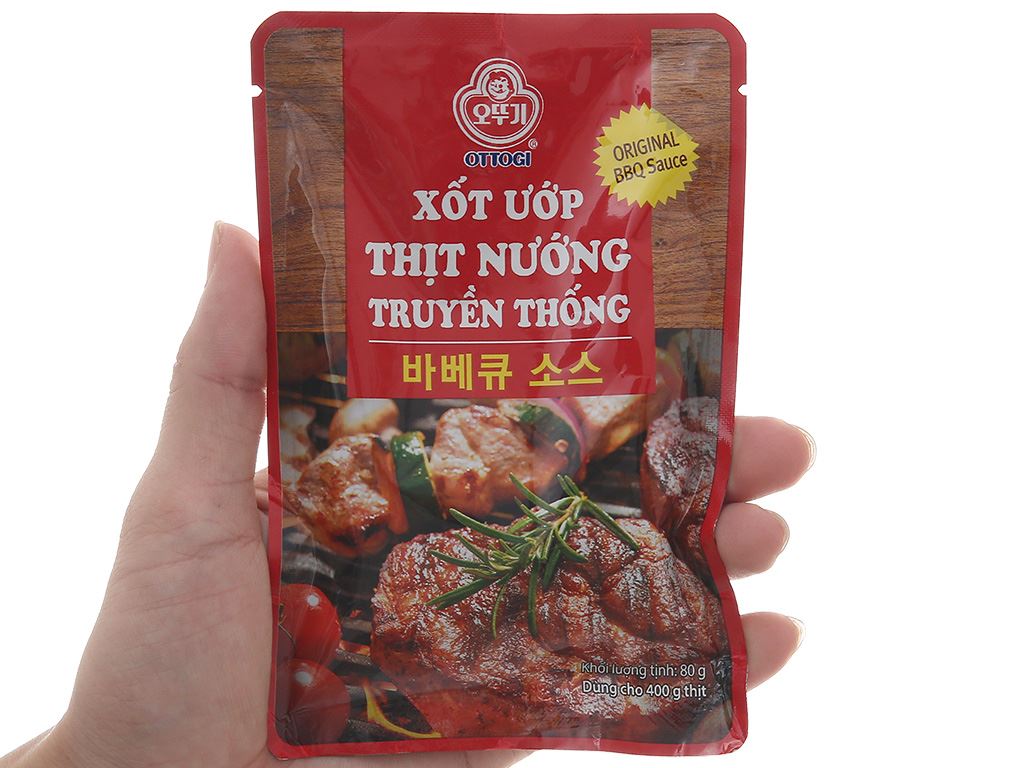 오뚜기
®
OTTOGI
ORIGINAL
BBQ Sauce
XỐT ƯỚP
THỊT NƯỚNG
TRUYỀN THỐNG
바베큐 소스
Khối lượng tịnh: 80 g
Dùng cho 400 g thịt